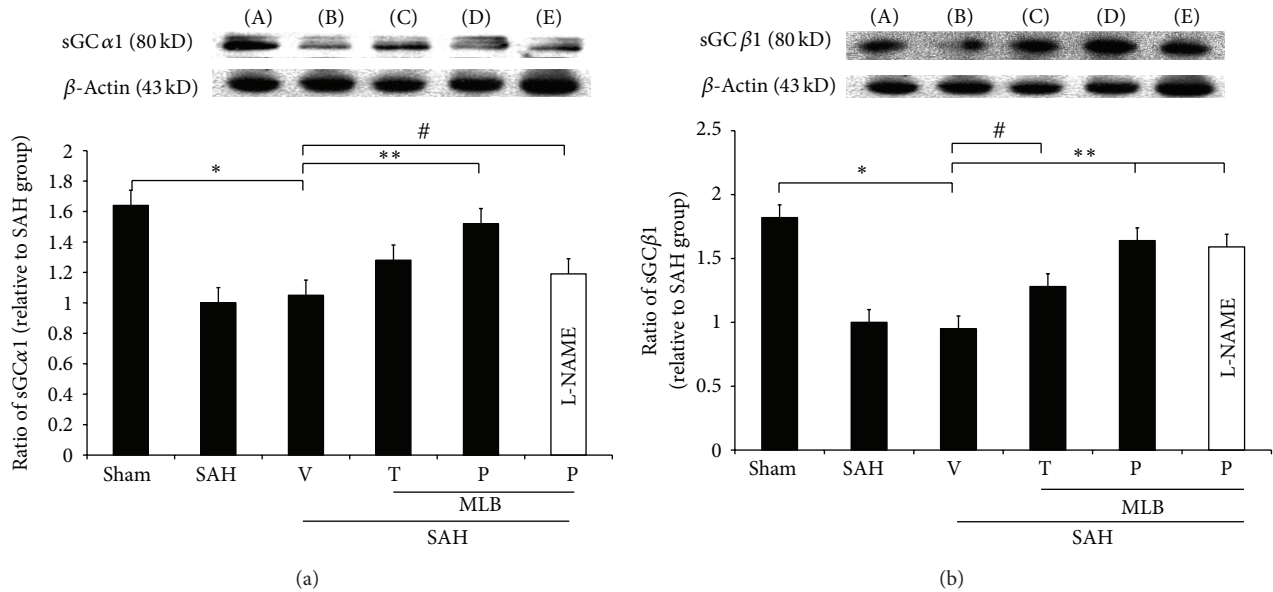 (A) (B) (C) (D) (E)
sGC α1 (80 kD)
β-Actin (43 kD)
Ratio of sGCα1 (relative to SAH group)
2
1.8
1.6
1.4
1.2
1
0.8
0.6
0.4
0.2
0
*
**
#
L-NAME
Sham SAH V T P P
MLB
SAH
(a)
(A) (B) (C) (D) (E)
sGC β1 (80 kD)
β-Actin (43 kD)
Ratio of sGCβ1
(relative to SAH group)
2.5
2
1.5
1
0.5
0
*
#
**
L-NAME
Sham SAH V T P P
MLB
SAH
(b)